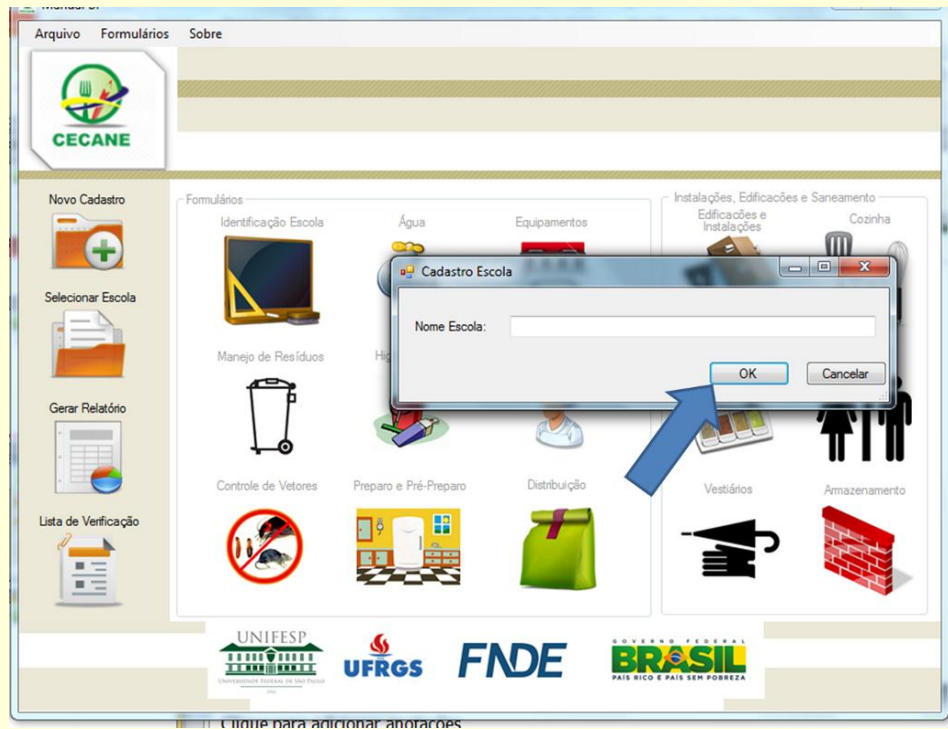 Arquivo Formulários Sobre
CECANE
Novo Cadastro
Selecionar Escola
Gerar Relatório
Lista de Verificação
Formulários
Identificação Escola
Água
Equipamentos
Manejo de Resíduos
Controle de Vetores
Preparo e Pré-Preparo
Distribuição
Instalações, Edificacões e Saneamento
Edificacões e
Instalações
Cozinha
Vestiários
Armazenamento
Cadastro Escola
Nome Escola:
OK
Cancelar
UNIFESP
UNIVERSIDADE FEDERAL DE SÃO PAULO
UFRGS
FNDE
GOVERNO FEDERAL
BRASIL
PAÍS RICO É PAÍS SEM POBREZA
Clique para adicionar anotações